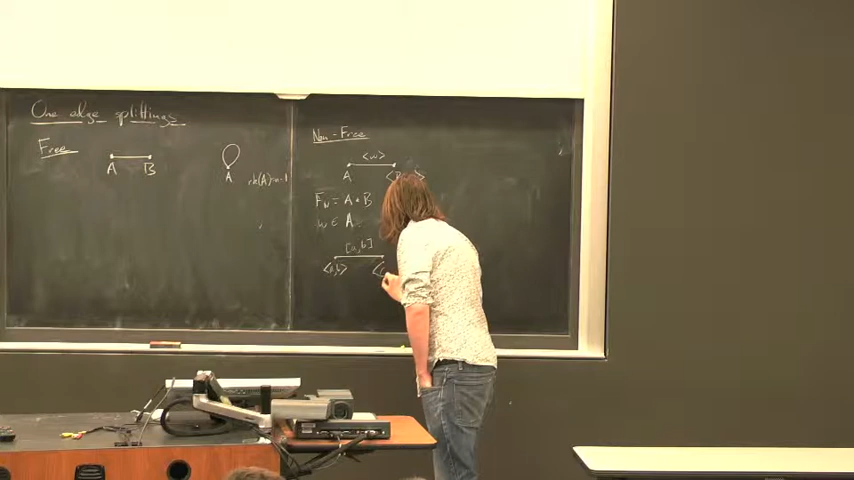 One edge splittings
Free
A B
A rk(A)=n-1
Non-Free
<w>
A
F_N = A * B
w ∈ A
[a,b]
<a,b>